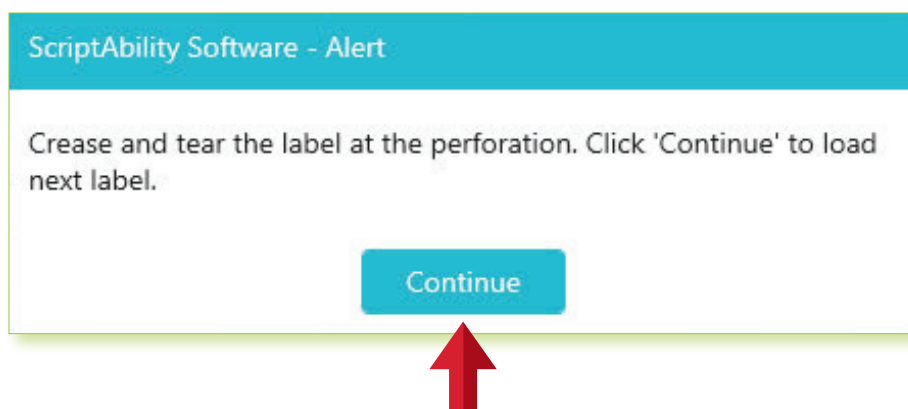 ScriptAbility Software - Alert
Crease and tear the label at the perforation. Click 'Continue' to load
next label.
Continue